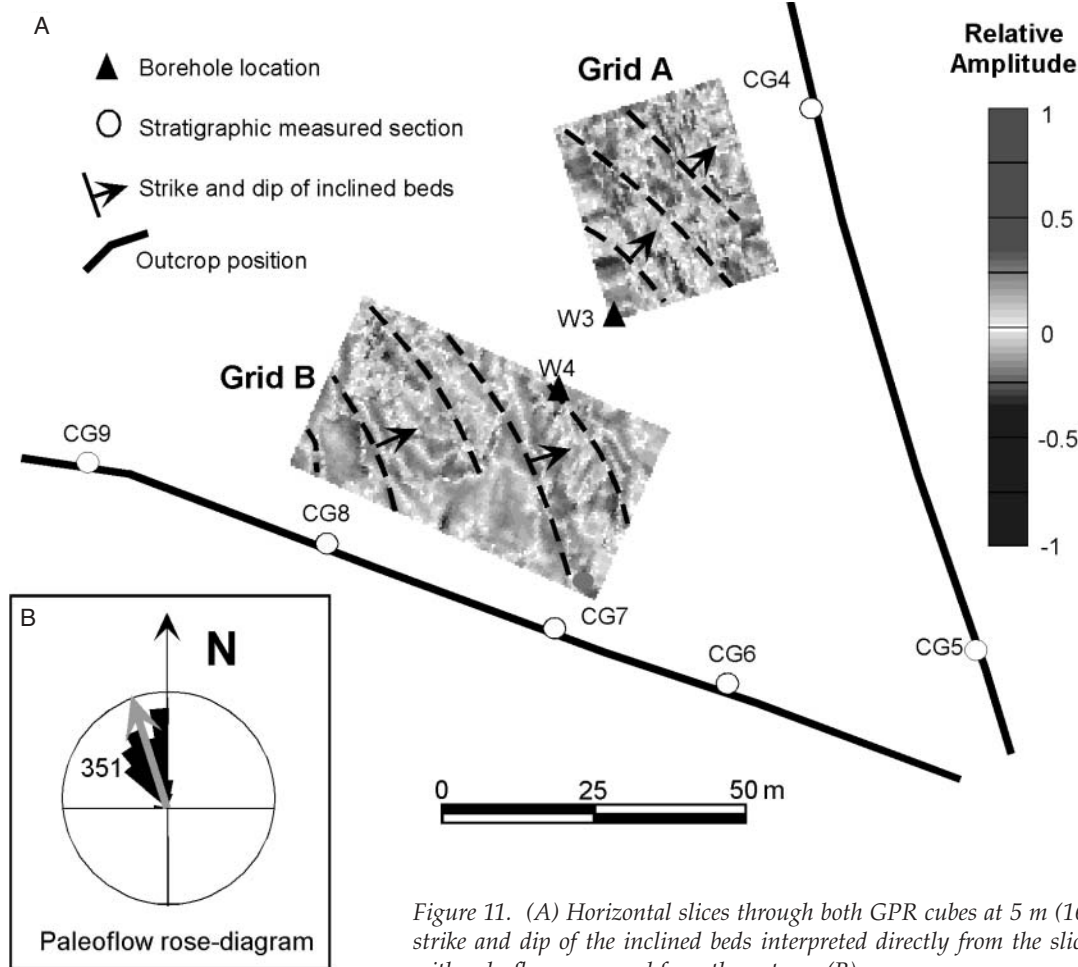 A
Borehole location
Stratigraphic measured section
Strike and dip of inclined beds
Outcrop position
Grid A
CG4
Relative
Amplitude
1
0.5
0
-0.5
-1
W3
W4
Grid B
CG9
CG8
CG7
CG6
CG5
B
N
351
Paleoflow rose-diagram
0 25 50 m
Figure 11. (A) Horizontal slices through both GPR cubes at 5 m
strike and dip of the inclined beds interpreted directly from the